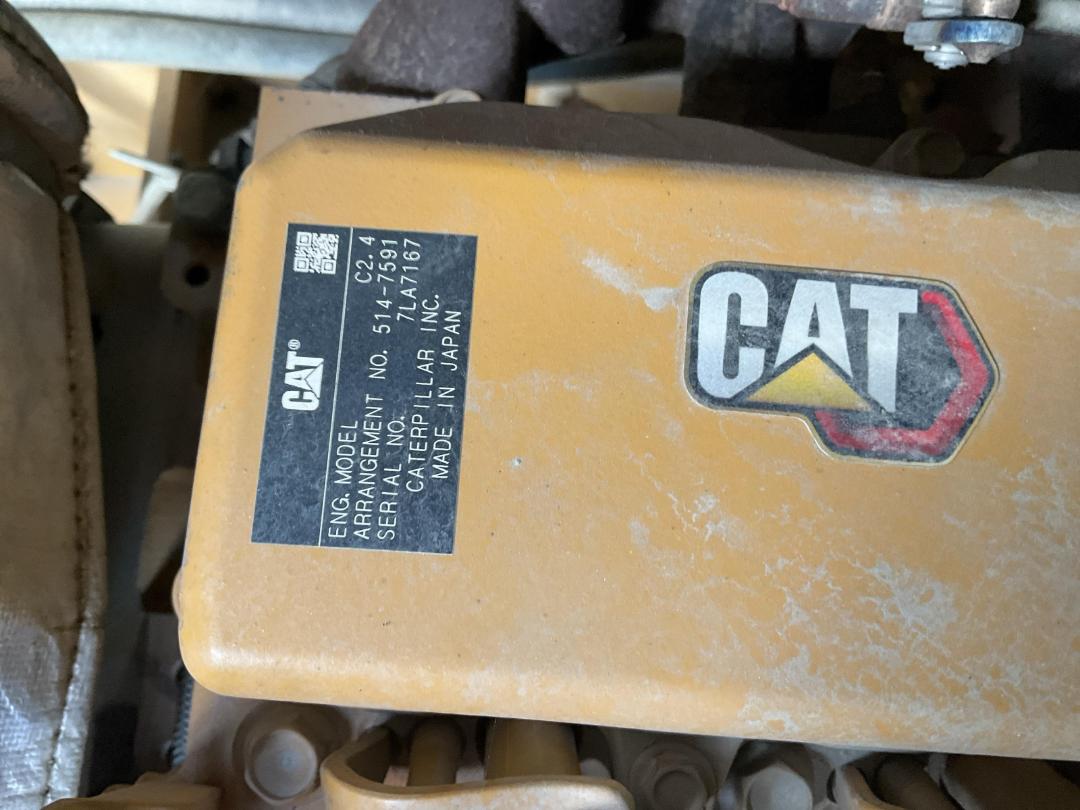 CAT®
ENG. MODEL C2.4
ARRANGEMENT NO. 514-7591
SERIAL NO. 7LA7167
CATERPILLAR INC.
MADE IN JAPAN
CAT